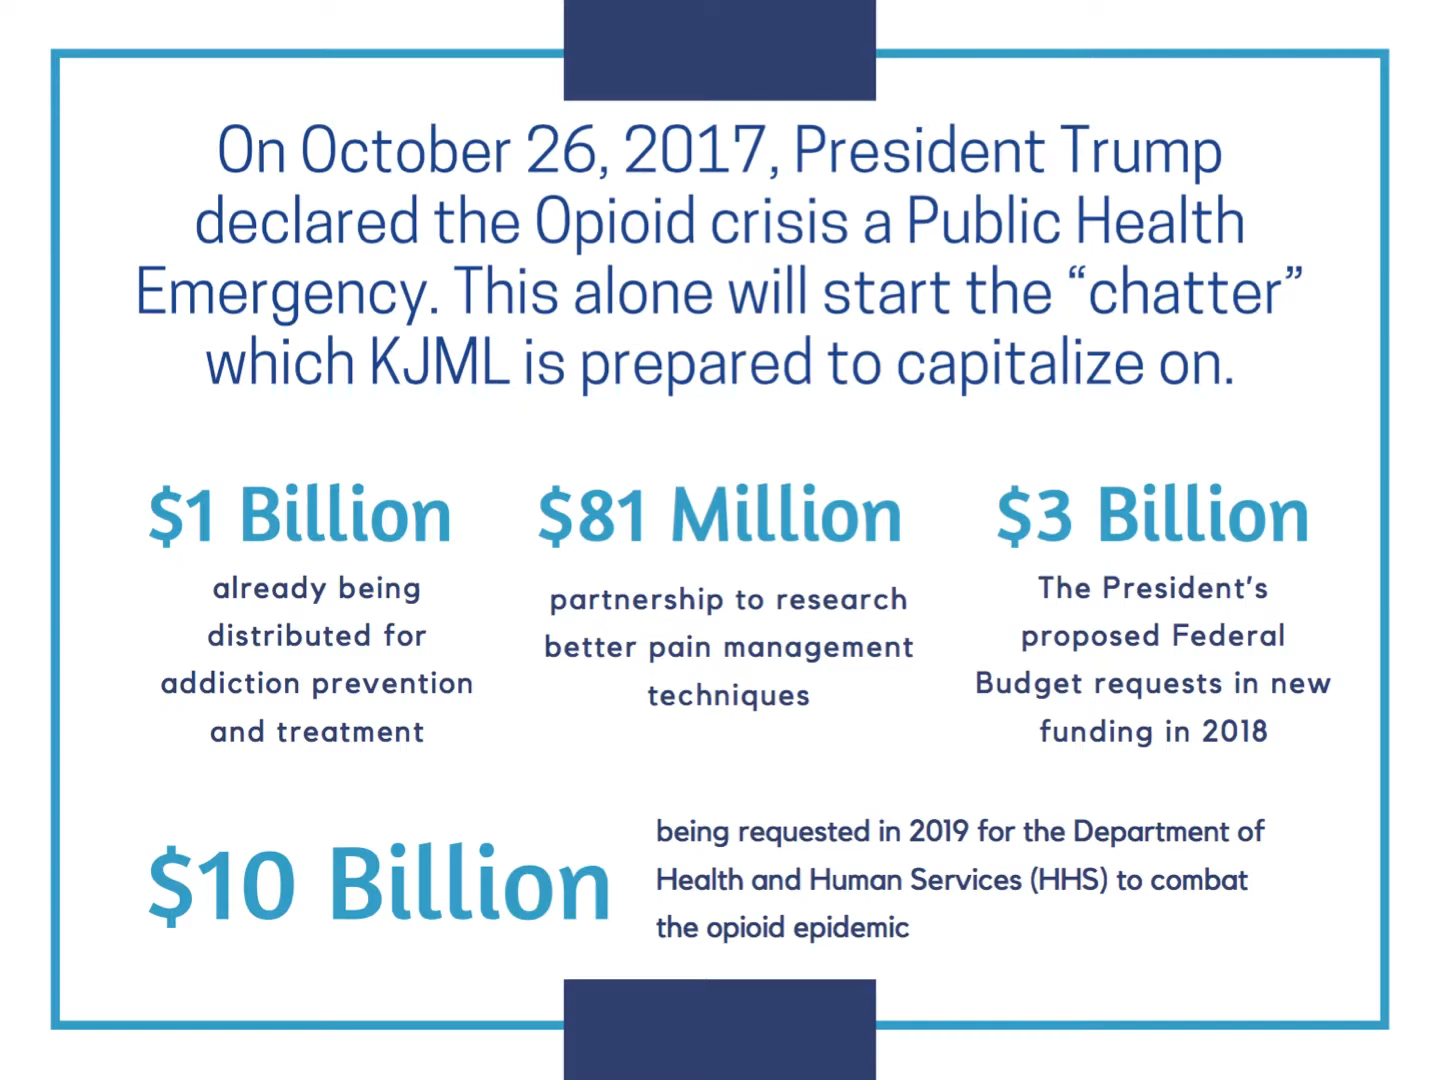 On October 26, 2017, President Trump
declared the Opioid crisis a Public Health
Emergency. This alone will start the “chatter”
which KJML is prepared to capitalize on.
$1 Billion
already being
distributed for
addiction prevention
and treatment
$81 Million
partnership to research
better pain management
techniques
$3 Billion
The President’s
proposed Federal
Budget requests in new
funding in 2018
$10 Billion
being requested in 2019 for the Department of
Health and Human Services (HHS) to combat
the opioid epidemic